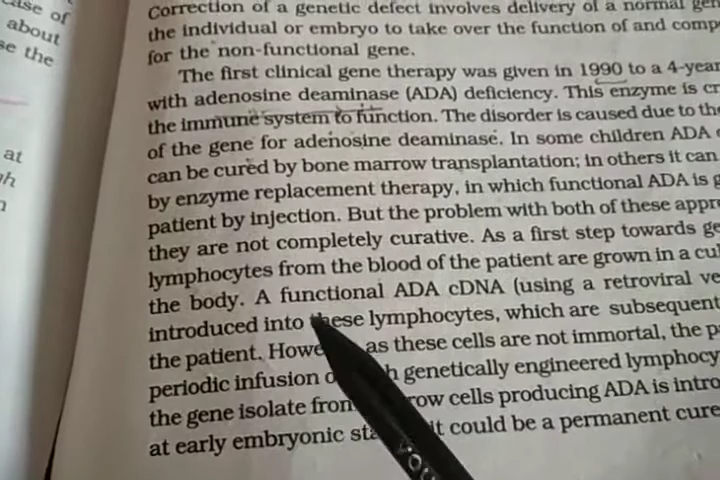 ase of
about
se the
at
Correction of a genetic defect involves delivery of a normal gen
the individual or embryo to take over the function of and comp
for the non-functional gene.
The first clinical gene therapy was given in 1990 to a 4-year
with adenosine deaminase (ADA) deficiency. This enzyme is cr
the immune system to function. The disorder is caused due to the
of the gene for adenosine deaminase. In some children ADA
can be cured by bone marrow transplantation; in others it can
by enzyme replacement therapy, in which functional ADA is g
patient by injection. But the problem with both of these appr
they are not completely curative. As a first step towards ge
lymphocytes from the blood of the patient are grown in a cul
the body. A functional ADA cDNA (using a retroviral ve
introduced into these lymphocytes, which are subsequent
the patient. Howe as these cells are not immortal, the p
periodic infusion o h genetically engineered lymphocy
the gene isolate from row cells producing ADA is intro
at early embryonic sta it could be a permanent cure